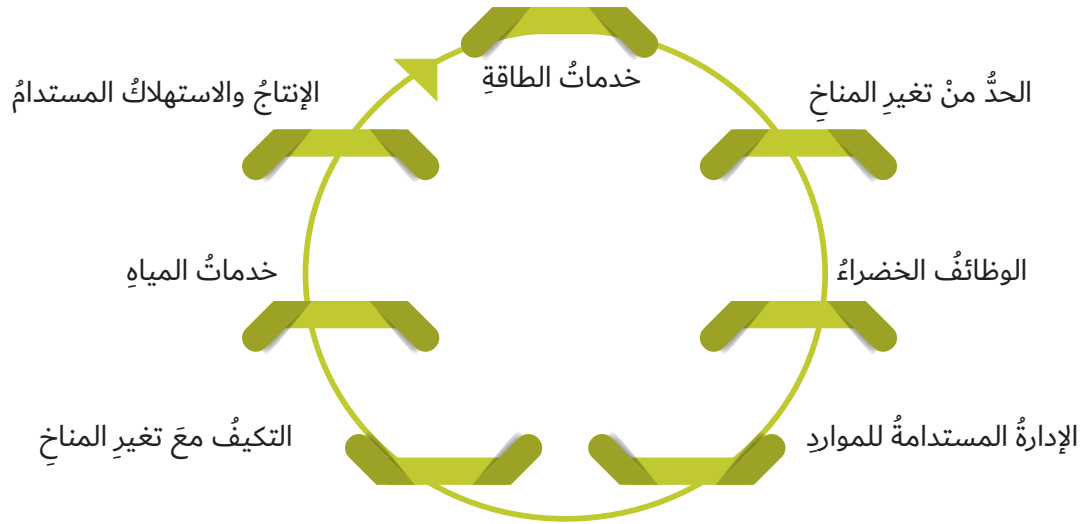 خدماتُ الطاقةِ
الحدُّ منْ تغيرِ المناخِ
الإنتاجُ والاستهلاكُ المستدامُ
الوظائفُ الخضراءُ
خدماتُ المياهِ
الإدارةُ المستدامةُ للمواردِ
التكيفُ معَ تغيرِ المناخِ